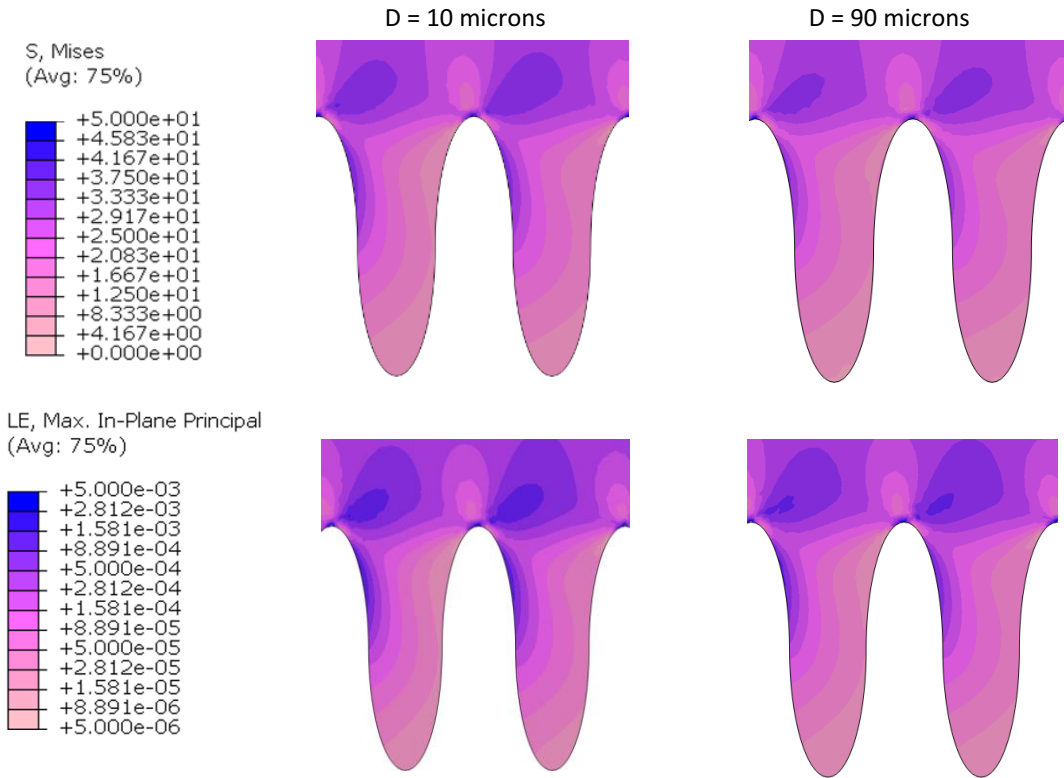 D = 10 microns
D = 90 microns
S, Mises
(Avg: 75%)
+5.000e+01
+4.583e+01
+4.167e+01
+3.750e+01
+3.333e+01
+2.917e+01
+2.500e+01
+2.083e+01
+1.667e+01
+1.250e+01
+8.333e+00
+4.167e+00
+0.000e+00
LE, Max. In-Plane Principal
(Avg: 75%)
+5.000e-03
+2.812e-03
+1.581e-03
+8.891e-04
+5.000e-04
+2.812e-04
+1.581e-04
+8.891e-05
+5.000e-05
+2.812e-05
+1.581e-05
+8.891e-06
+5.000e-06